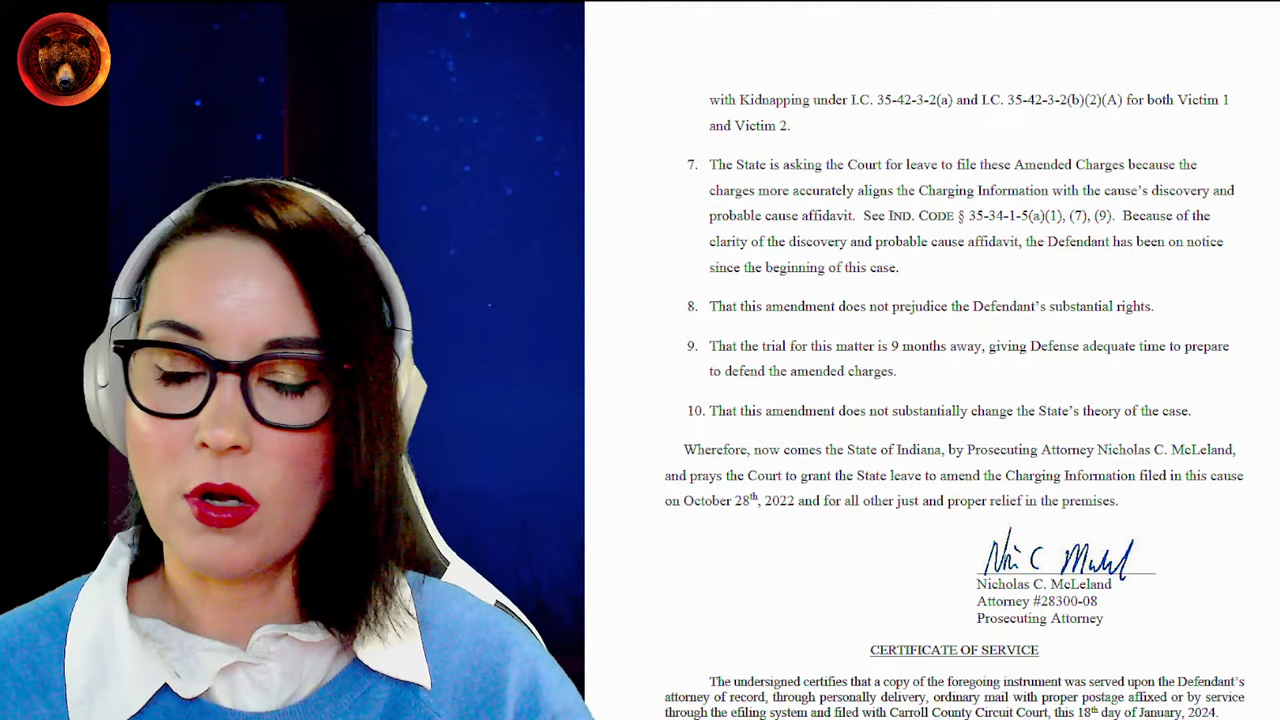 with Kidnapping under I.C. 35-42-3-2(a) and I.C. 35-42-3-2(b)(2)(A) for both Victim 1
and Victim 2.
7. The State is asking the Court for leave to file these Amended Charges because the
charges more accurately aligns the Charging Information with the cause's discovery and
probable cause affidavit. See IND. CODE § 35-34-1-5(a)(1), (7), (9). Because of the
clarity of the discovery and probable cause affidavit, the Defendant has been on notice
since the beginning of this case.
8. That this amendment does not prejudice the Defendant's substantial rights.
9. That the trial for this matter is 9 months away, giving Defense adequate time to prepare
to defend the amended charges.
10. That this amendment does not substantially change the State's theory of the case.
Wherefore, now comes the State of Indiana, by Prosecuting Attorney Nicholas C. McLeland,
and prays the Court to grant the State leave to amend the Charging Information filed in this cause
on October 28th, 2022 and for all other just and proper relief in the premises.
Nicholas C. McLeland
Attorney #28300-08
Prosecuting Attorney
CERTIFICATE OF SERVICE
The undersigned certifies that a copy of the foregoing instrument was served upon the Defendant's
attorney of record, through personally delivery, ordinary mail with proper postage affixed or by service
through the efiling system and filed with Carroll County Circuit Court, this 18th day of January, 2024.